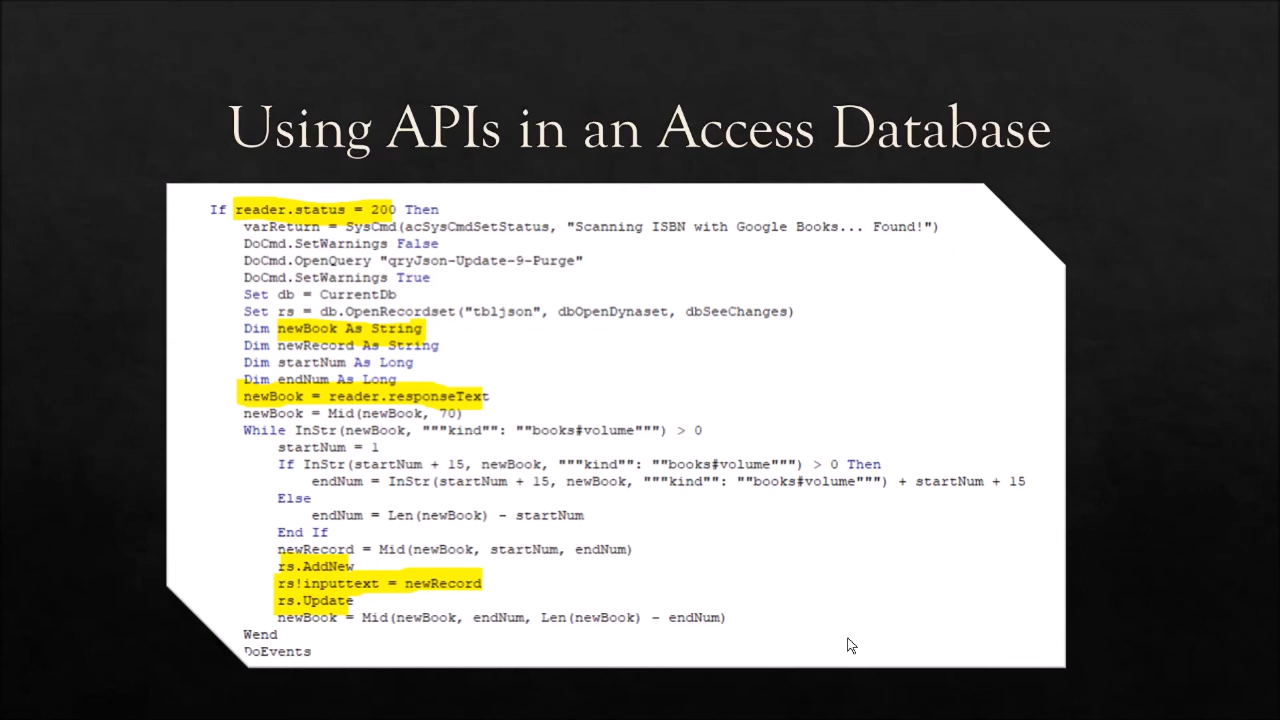 Using APIs in an Access Database
If reader.status = 200 Then
varReturn = SysCmd(acSysCmdSetStatus, "Scanning ISBN with Google Books... Found!")
DoCmd.SetWarnings False
DoCmd.OpenQuery "qryJson-Update-9-Purge"
DoCmd.SetWarnings True
Set db = CurrentDb
Set rs = db.OpenRecordset("tbljson", dbOpenDynaset, dbSeeChanges)
Dim newBook As String
Dim newRecord As String
Dim startNum As Long
Dim endNum As Long
newBook = reader.responseText
newBook = Mid(newBook, 70)
While InStr(newBook, """kind"": ""books#volume""") > 0
startNum = 1
If InStr(startNum + 15, newBook, """kind"": ""books#volume""") > 0 Then
endNum = InStr(startNum + 15, newBook, """kind"": ""books#volume""") + startNum + 15
Else
endNum = Len(newBook) - startNum
End If
newRecord = Mid(newBook, startNum, endNum)
rs.AddNew
rs!inputtext = newRecord
rs.Update
newBook = Mid(newBook, endNum, Len(newBook) - endNum)
Wend
DoEvents